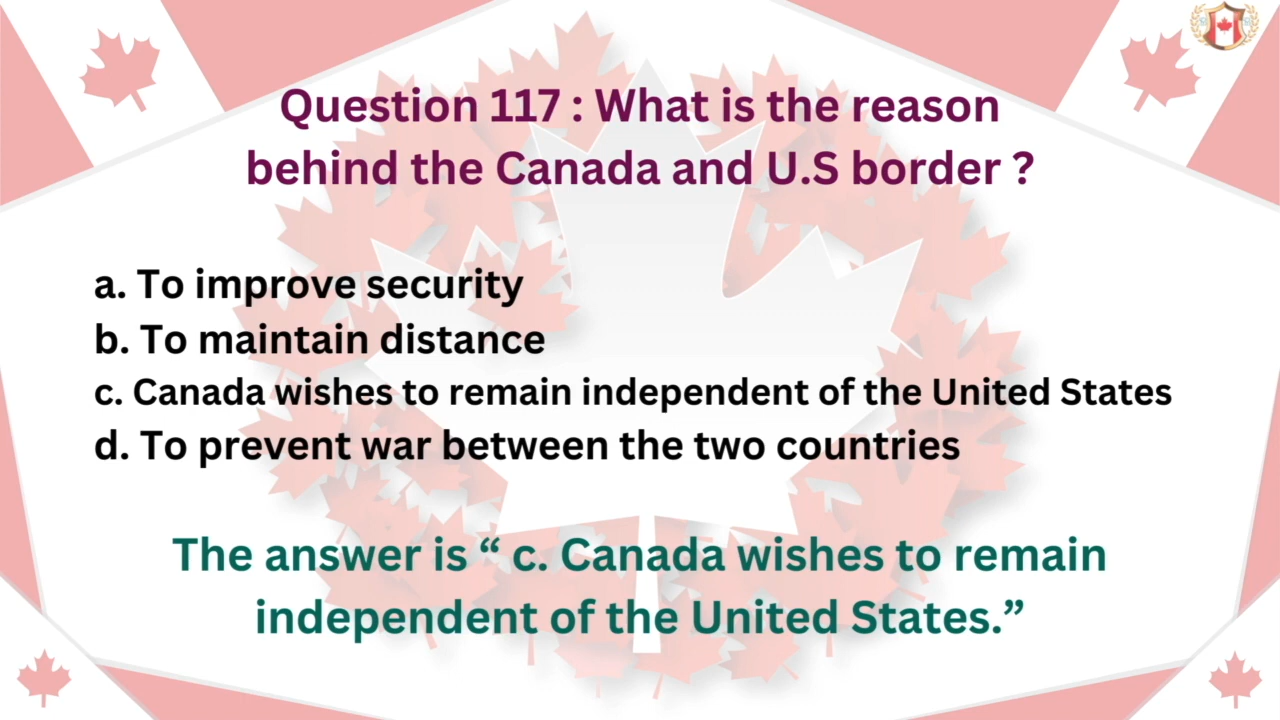 Question 117 : What is the reason
behind the Canada and U.S border ?
a. To improve security
b. To maintain distance
c. Canada wishes to remain independent of the United States
d. To prevent war between the two countries
The answer is “ c. Canada wishes to remain
independent of the United States.”